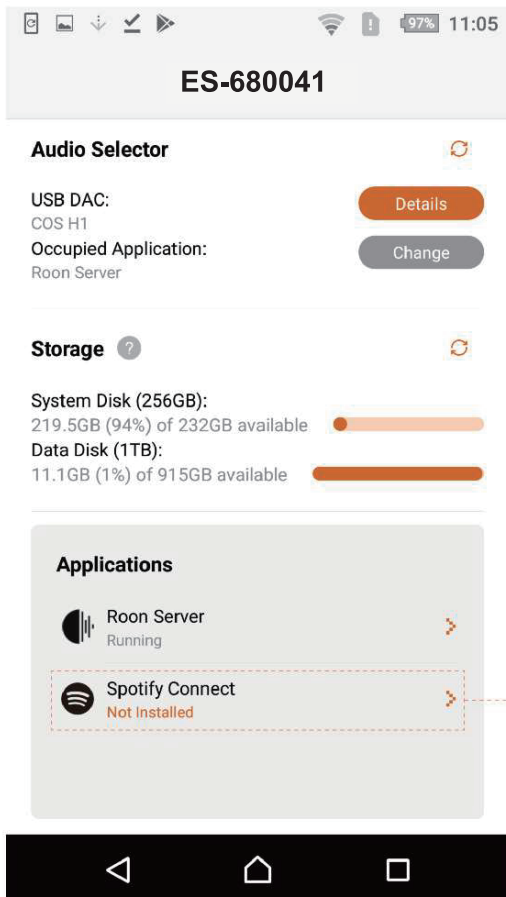 97% 11:05
ES-680041
Audio Selector
USB DAC:
Details
COS H1
Occupied Application:
Change
Roon Server
Storage ?
System Disk (256GB):
219.5GB (94%) of 232GB available
Data Disk (1TB):
11.1GB (1%) of 915GB available
Applications
Roon Server
Running
Spotify Connect
Not Installed